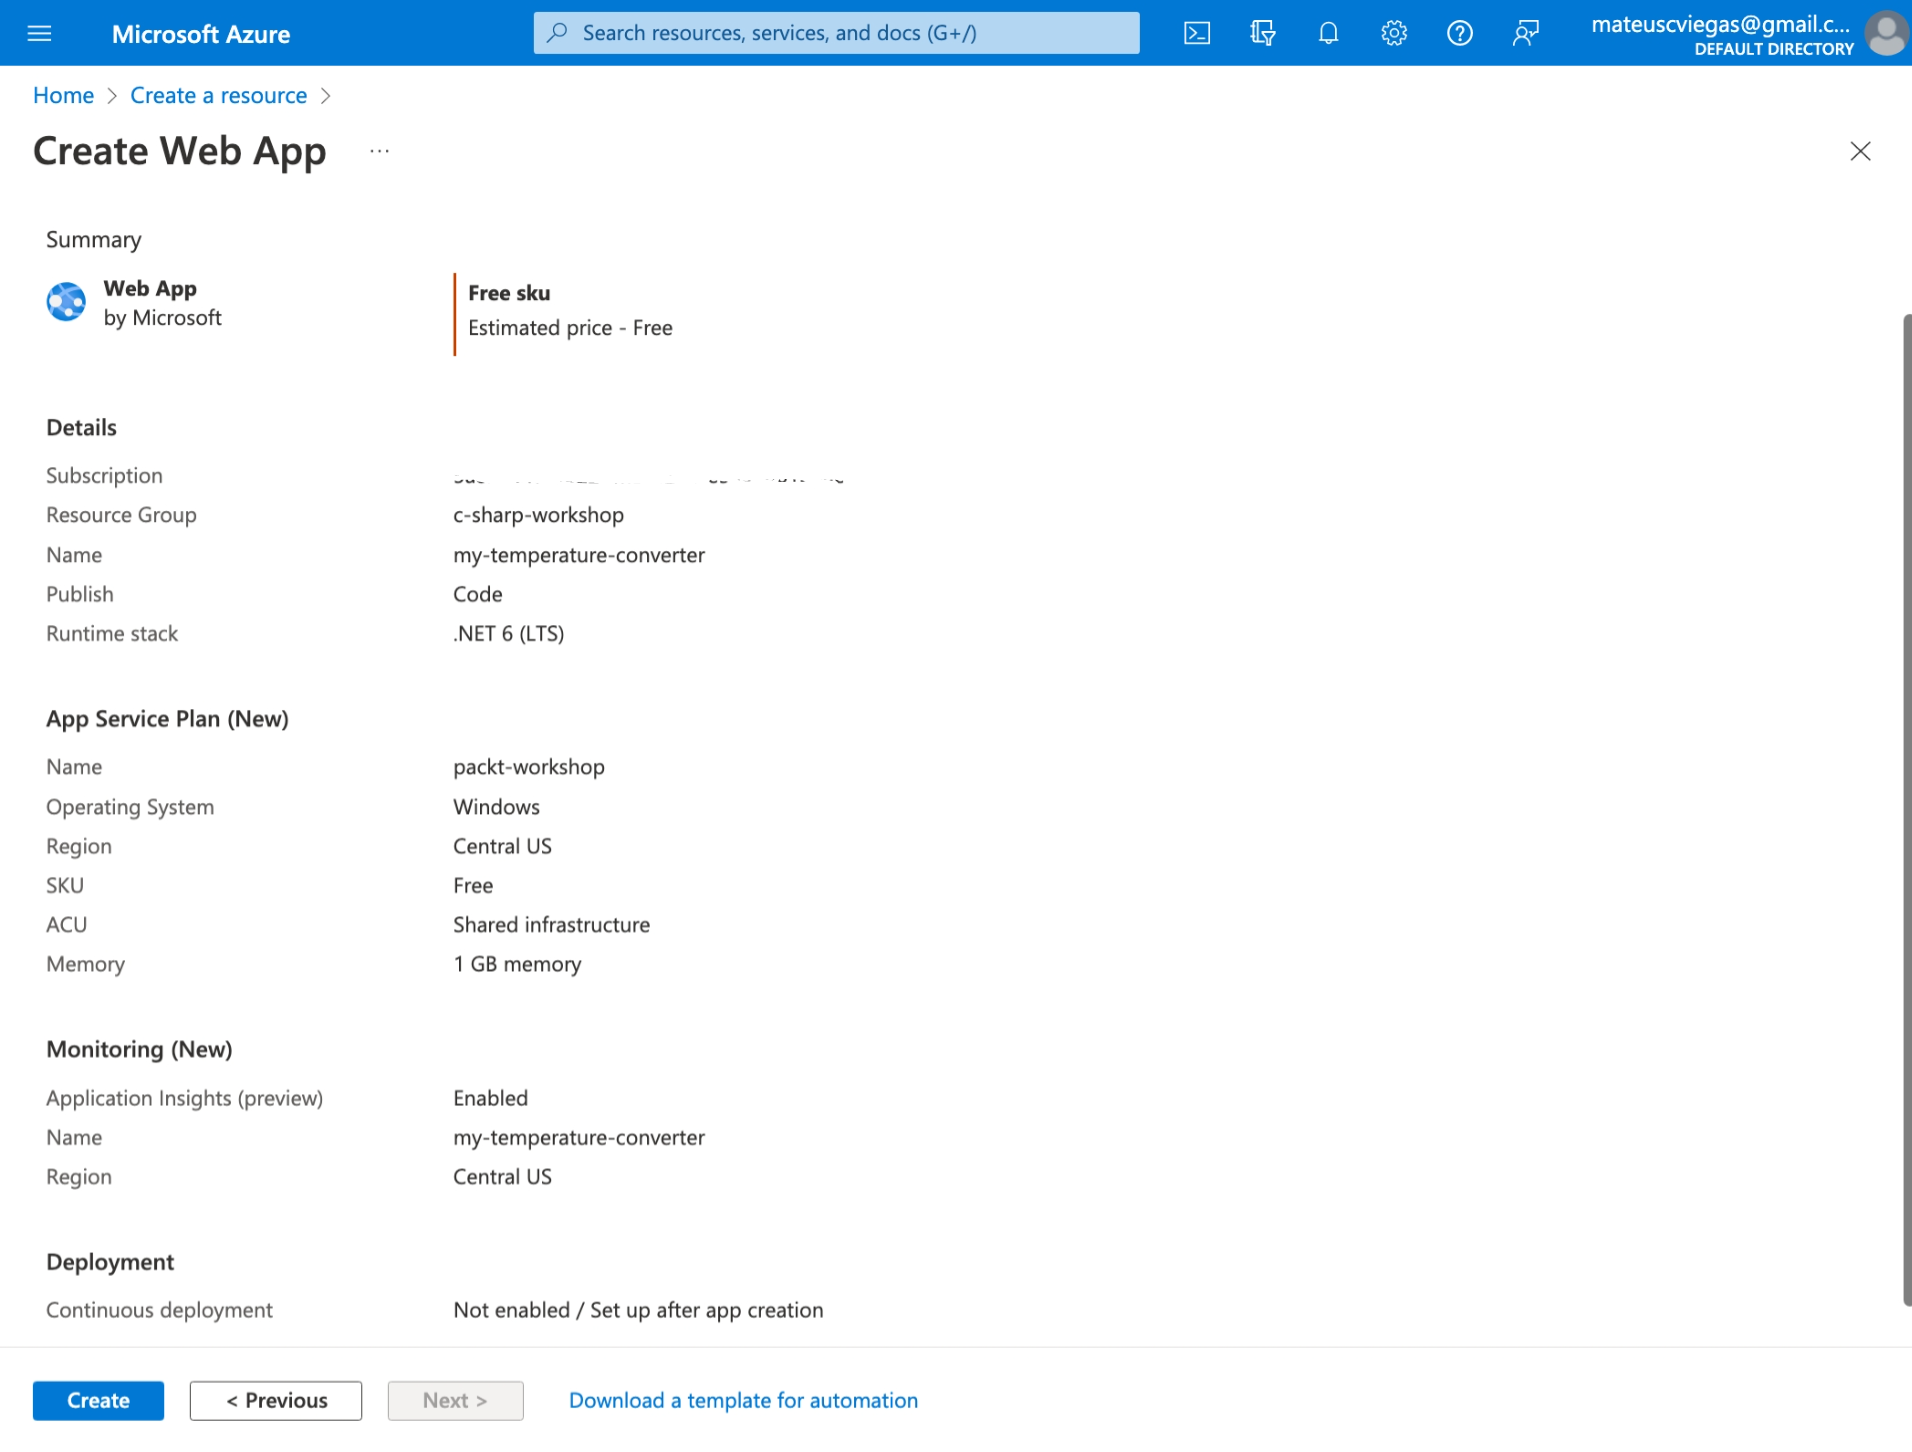 Microsoft Azure
Search resources, services, and docs (G+/)
mateuscviegas@gmail.c...
DEFAULT DIRECTORY
Home > Create a resource >
Create Web App ...
Summary
Web App
by Microsoft
Free sku
Estimated price - Free
Details
Subscription
Resource Group c-sharp-workshop
Name my-temperature-converter
Publish Code
Runtime stack .NET 6 (LTS)
App Service Plan (New)
Name packt-workshop
Operating System Windows
Region Central US
SKU Free
ACU Shared infrastructure
Memory 1 GB memory
Monitoring (New)
Application Insights (preview) Enabled
Name my-temperature-converter
Region Central US
Deployment
Continuous deployment Not enabled / Set up after app creation
Create < Previous Next > Download a template for automation